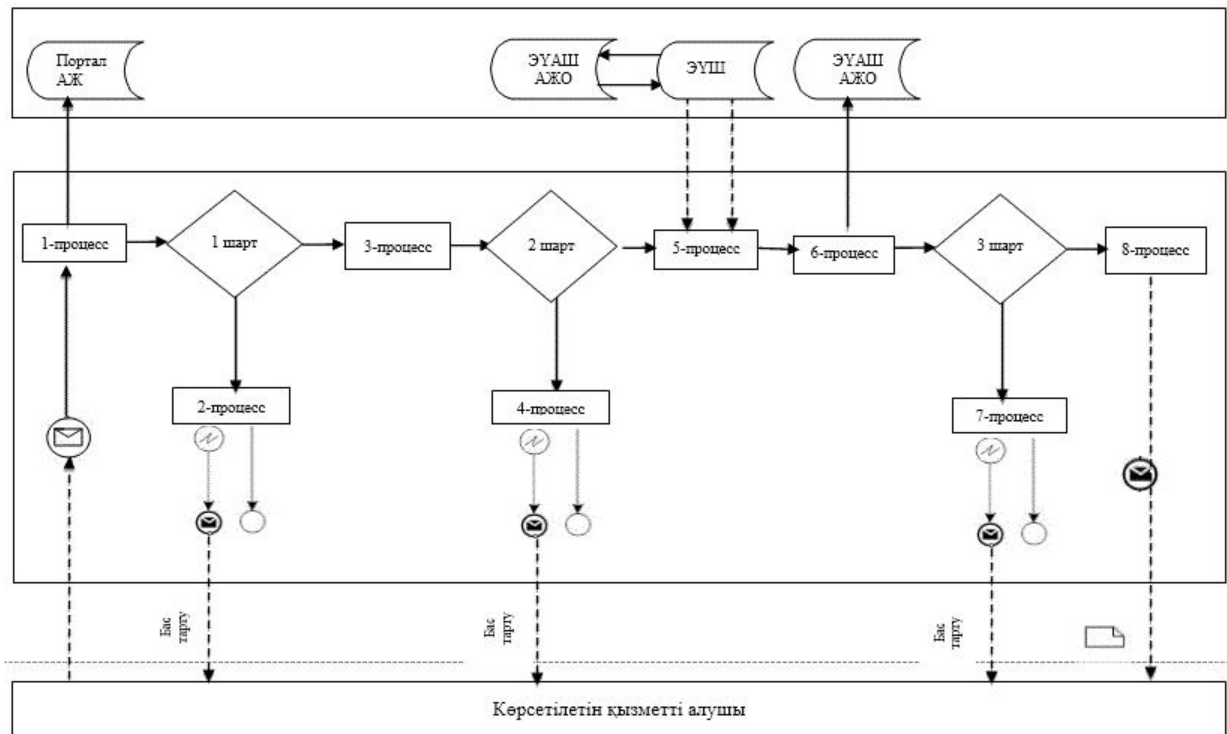 Портал
АЖ
ЭҮАШ
АЖО
ЭҮШ
ЭҮАШ
АЖО
1-процесс
1 шарт
3-процесс
2 шарт
5-процесс
6-процесс
3 шарт
8-процесс
2-процесс
4-процесс
7-процесс
Бас
тарту
Бас
тарту
Бас
тарту
Көрсетілетін қызметті алушы